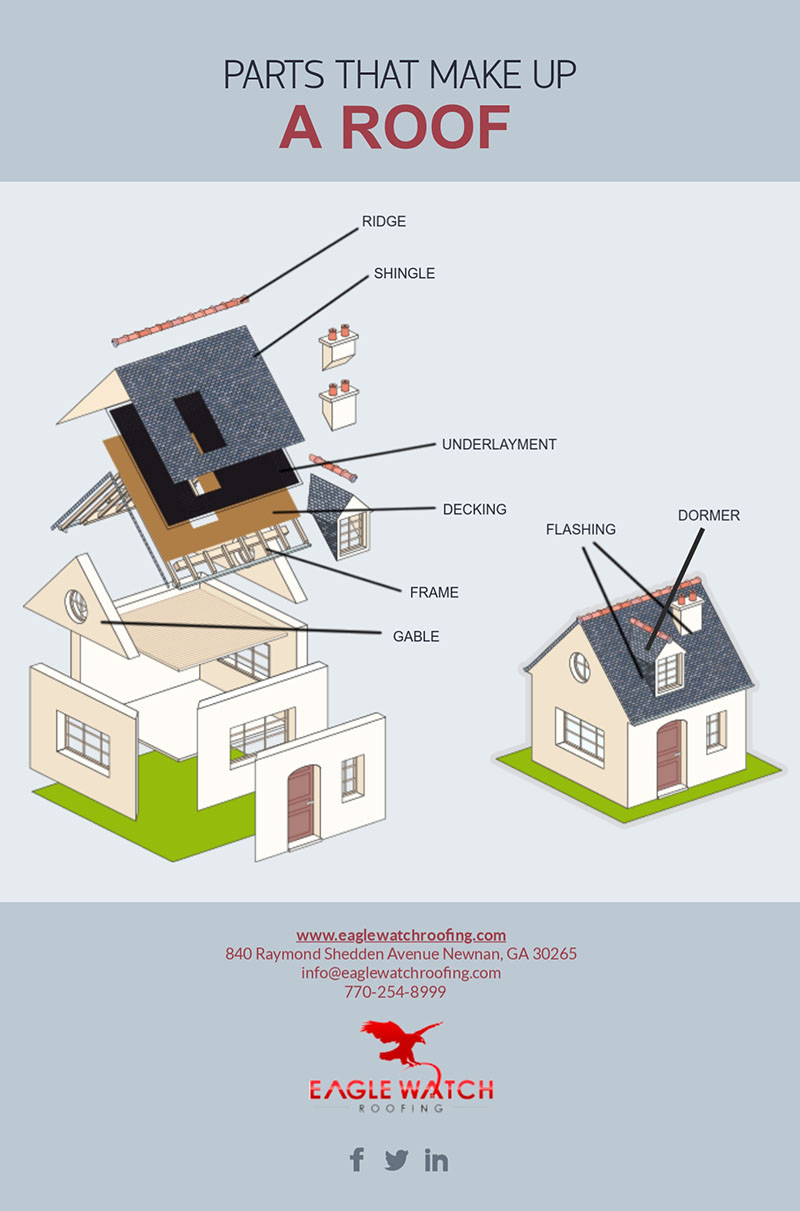 PARTS THAT MAKE UP
A ROOF
RIDGE
SHINGLE
UNDERLAYMENT
DECKING
FLASHING
DORMER
FRAME
GABLE
www.eaglewatchroofing.com
840 Raymond Shedden Avenue Newnan, GA 30265
info@eaglewatchroofing.com
770-254-8999
EAGLE WATCH
ROOFING